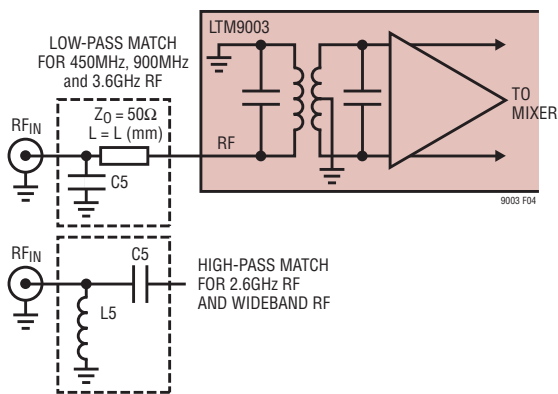 LTM9003
LOW-PASS MATCH
FOR 450MHz, 900MHz
and 3.6GHz RF
Z0 = 50Ω
L = L (mm)
RFIN
RF
C5
TO
MIXER
9003 F04
RFIN
C5
L5
HIGH-PASS MATCH
FOR 2.6GHz RF
AND WIDEBAND RF